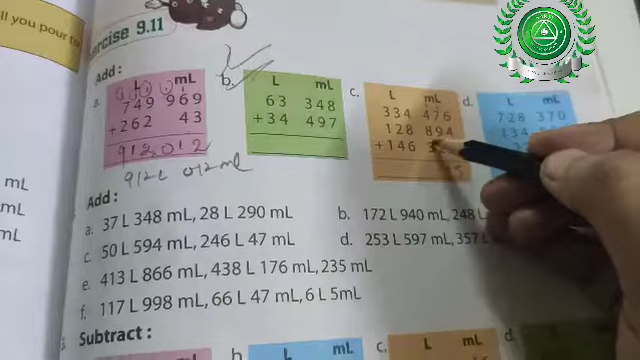 ill you pour to
ercise 9.11
Add :
a. L mL
749 969
+ 262 43
912 012
912 L 012 mL
b. L mL
63 348
+ 34 497
c. L mL
334 476
128 894
+ 146 3
d. L mL
728 370
134
mL
mL
mL
Add :
a. 37 L 348 mL, 28 L 290 mL
b. 172 L 940 mL, 248 L
c. 50 L 594 mL, 246 L 47 mL
d. 253 L 597 mL, 357 L
e. 413 L 866 mL, 438 L 176 mL, 235 mL
f. 117 L 998 mL, 66 L 47 mL, 6 L 5mL
Subtract :
L
b. L mL
c. L mL
d. L